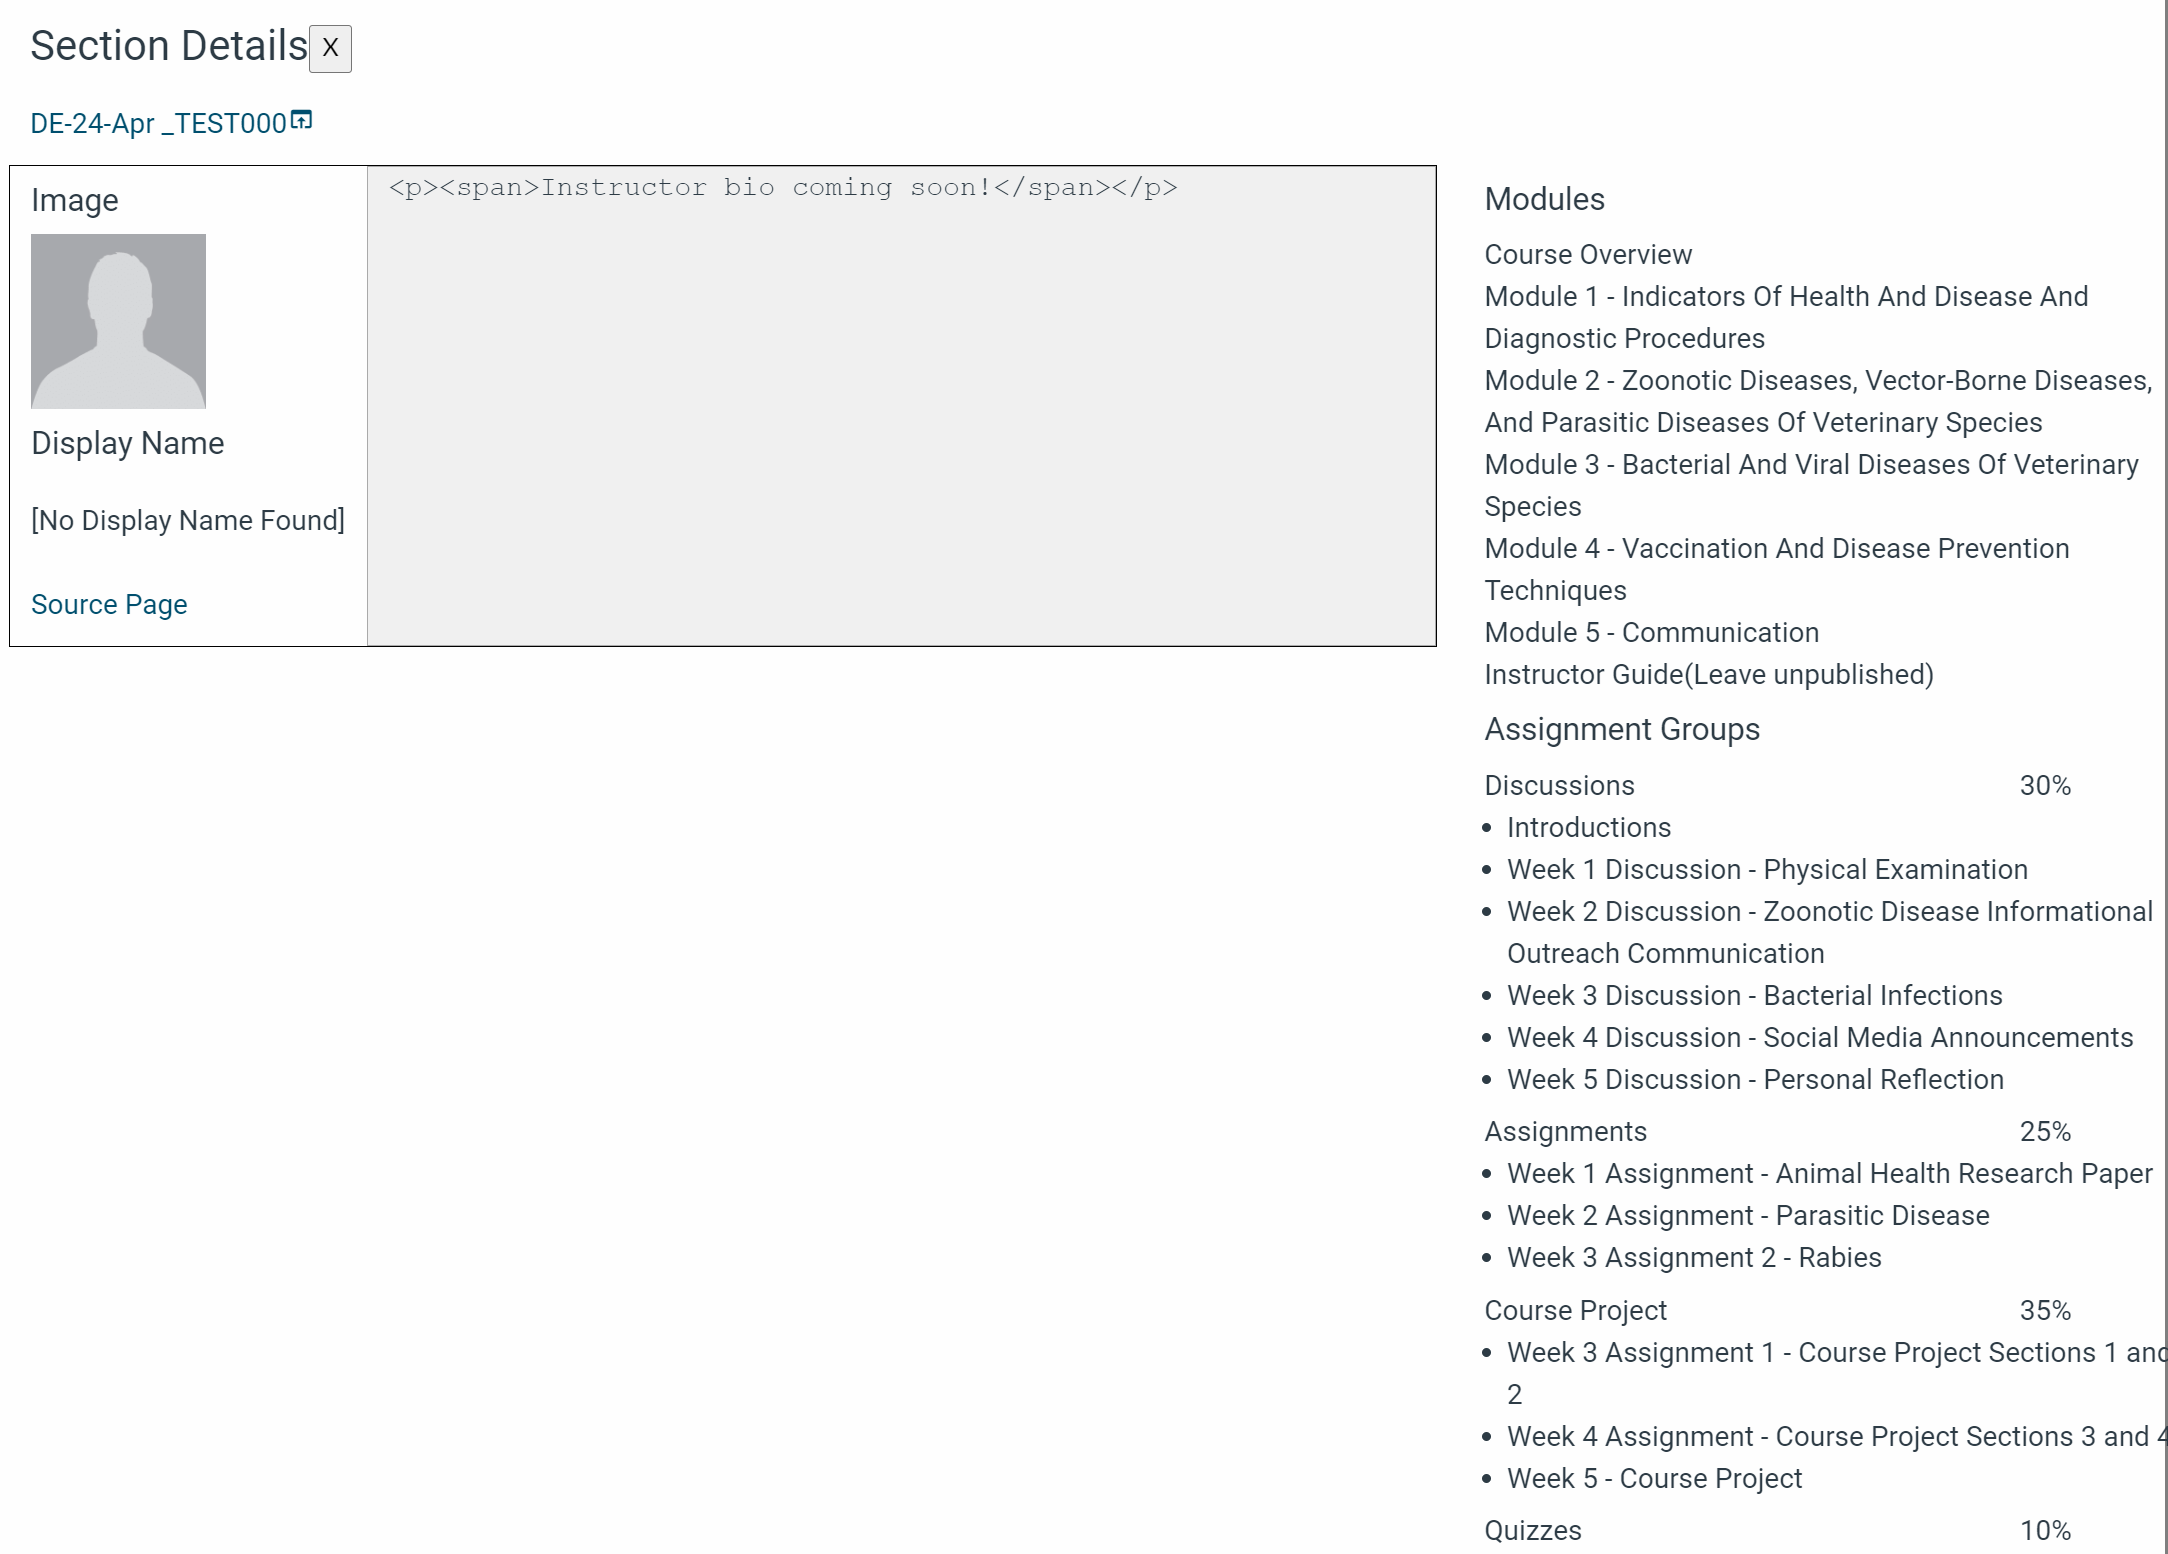 Section Details X
DE-24-Apr _TEST000
Image
Display Name
[No Display Name Found]
Source Page
<p><span>Instructor bio coming soon!</span></p>
Modules
Course Overview
Module 1 - Indicators Of Health And Disease And
Diagnostic Procedures
Module 2 - Zoonotic Diseases, Vector-Borne Diseases,
And Parasitic Diseases Of Veterinary Species
Module 3 - Bacterial And Viral Diseases Of Veterinary
Species
Module 4 - Vaccination And Disease Prevention
Techniques
Module 5 - Communication
Instructor Guide(Leave unpublished)
Assignment Groups
Discussions 30%
• Introductions
• Week 1 Discussion - Physical Examination
• Week 2 Discussion - Zoonotic Disease Informational
Outreach Communication
• Week 3 Discussion - Bacterial Infections
• Week 4 Discussion - Social Media Announcements
• Week 5 Discussion - Personal Reflection
Assignments 25%
• Week 1 Assignment - Animal Health Research Paper
• Week 2 Assignment - Parasitic Disease
• Week 3 Assignment 2 - Rabies
Course Project 35%
• Week 3 Assignment 1 - Course Project Sections 1 and
2
• Week 4 Assignment - Course Project Sections 3 and 4
• Week 5 - Course Project
Quizzes 10%